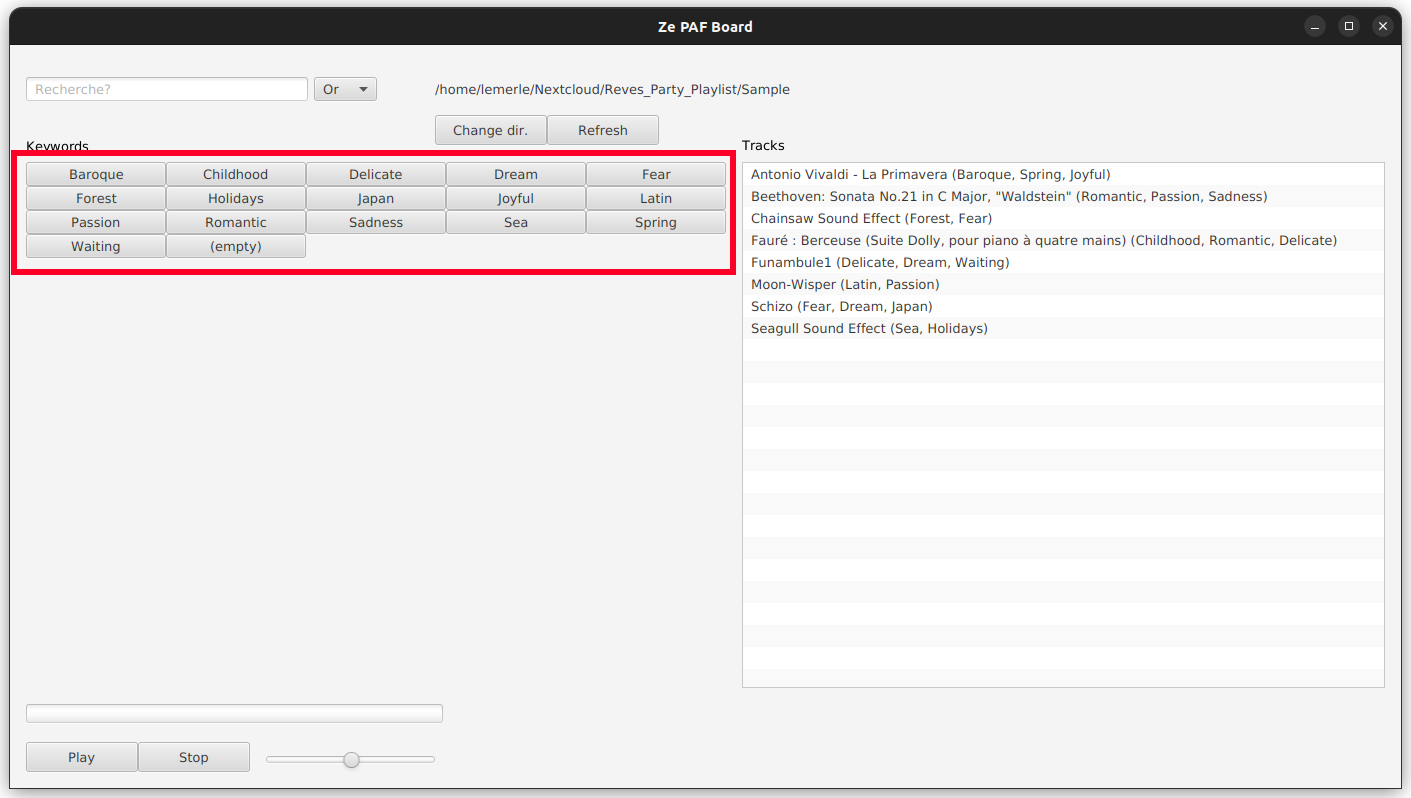 Ze PAF Board
Recherche?
Or
/home/lemerle/Nextcloud/Reves_Party_Playlist/Sample
Change dir.
Refresh
Keywords
Baroque
Childhood
Delicate
Dream
Fear
Forest
Holidays
Japan
Joyful
Latin
Passion
Romantic
Sadness
Sea
Spring
Waiting
(empty)
Tracks
Antonio Vivaldi - La Primavera (Baroque, Spring, Joyful)
Beethoven: Sonata No.21 in C Major, "Waldstein" (Romantic, Passion, Sadness)
Chainsaw Sound Effect (Forest, Fear)
Fauré : Berceuse (Suite Dolly, pour piano à quatre mains) (Childhood, Romantic, Delicate)
Funambule1 (Delicate, Dream, Waiting)
Moon-Wisper (Latin, Passion)
Schizo (Fear, Dream, Japan)
Seagull Sound Effect (Sea, Holidays)
Play
Stop